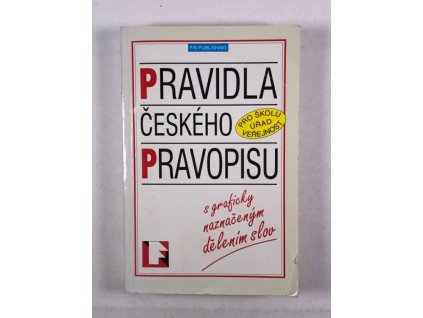 FIN PUBLISHING
PRAVIDLA
ČESKÉHO
PRO ŠKOLU
ÚŘAD
VEŘEJNOST
PRAVOPISU
s graficky
naznačeným
dělením slov